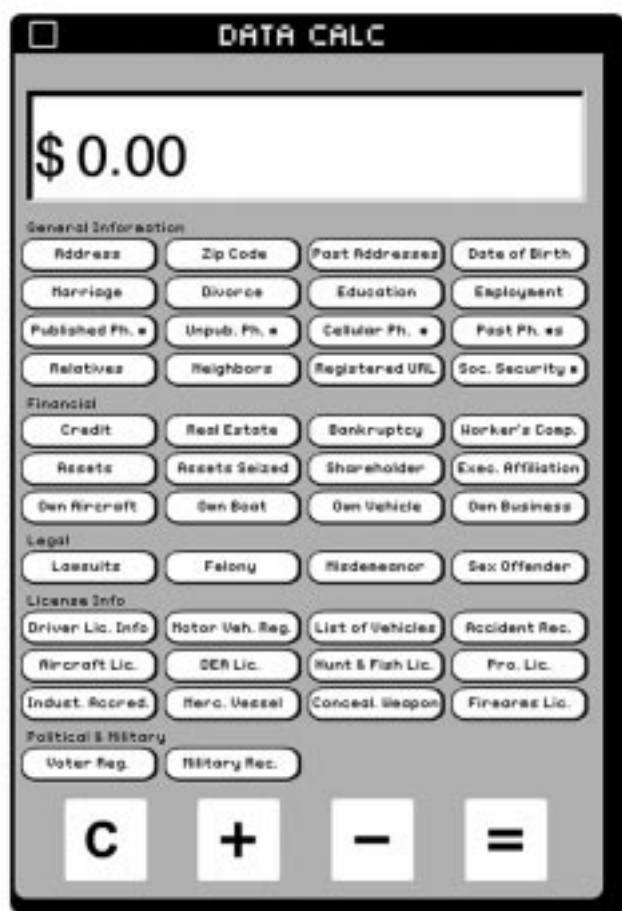 DATA CALC
$ 0.00
General Information
Address Zip Code Past Addresses Date of Birth
Marriage Divorce Education Employment
Published Ph. # Unpub. Ph. # Cellular Ph. # Past Ph. #s
Relatives Neighbors Registered URL Soc. Security #
Financial
Credit Real Estate Bankruptcy Worker's Comp.
Assets Assets Seized Shareholder Exec. Affiliation
Own Aircraft Own Boat Own Vehicle Own Business
Legal
Lawsuits Felony Misdemeanor Sex Offender
License Info
Driver Lic. Info Motor Veh. Reg. List of Vehicles Accident Rec.
Aircraft Lic. DEA Lic. Hunt & Fish Lic. Pro. Lic.
Indust. Accred. Merc. Vessel Conceal. Weapon Firearms Lic.
Political & Military
Voter Reg. Military Rec.
C + − =